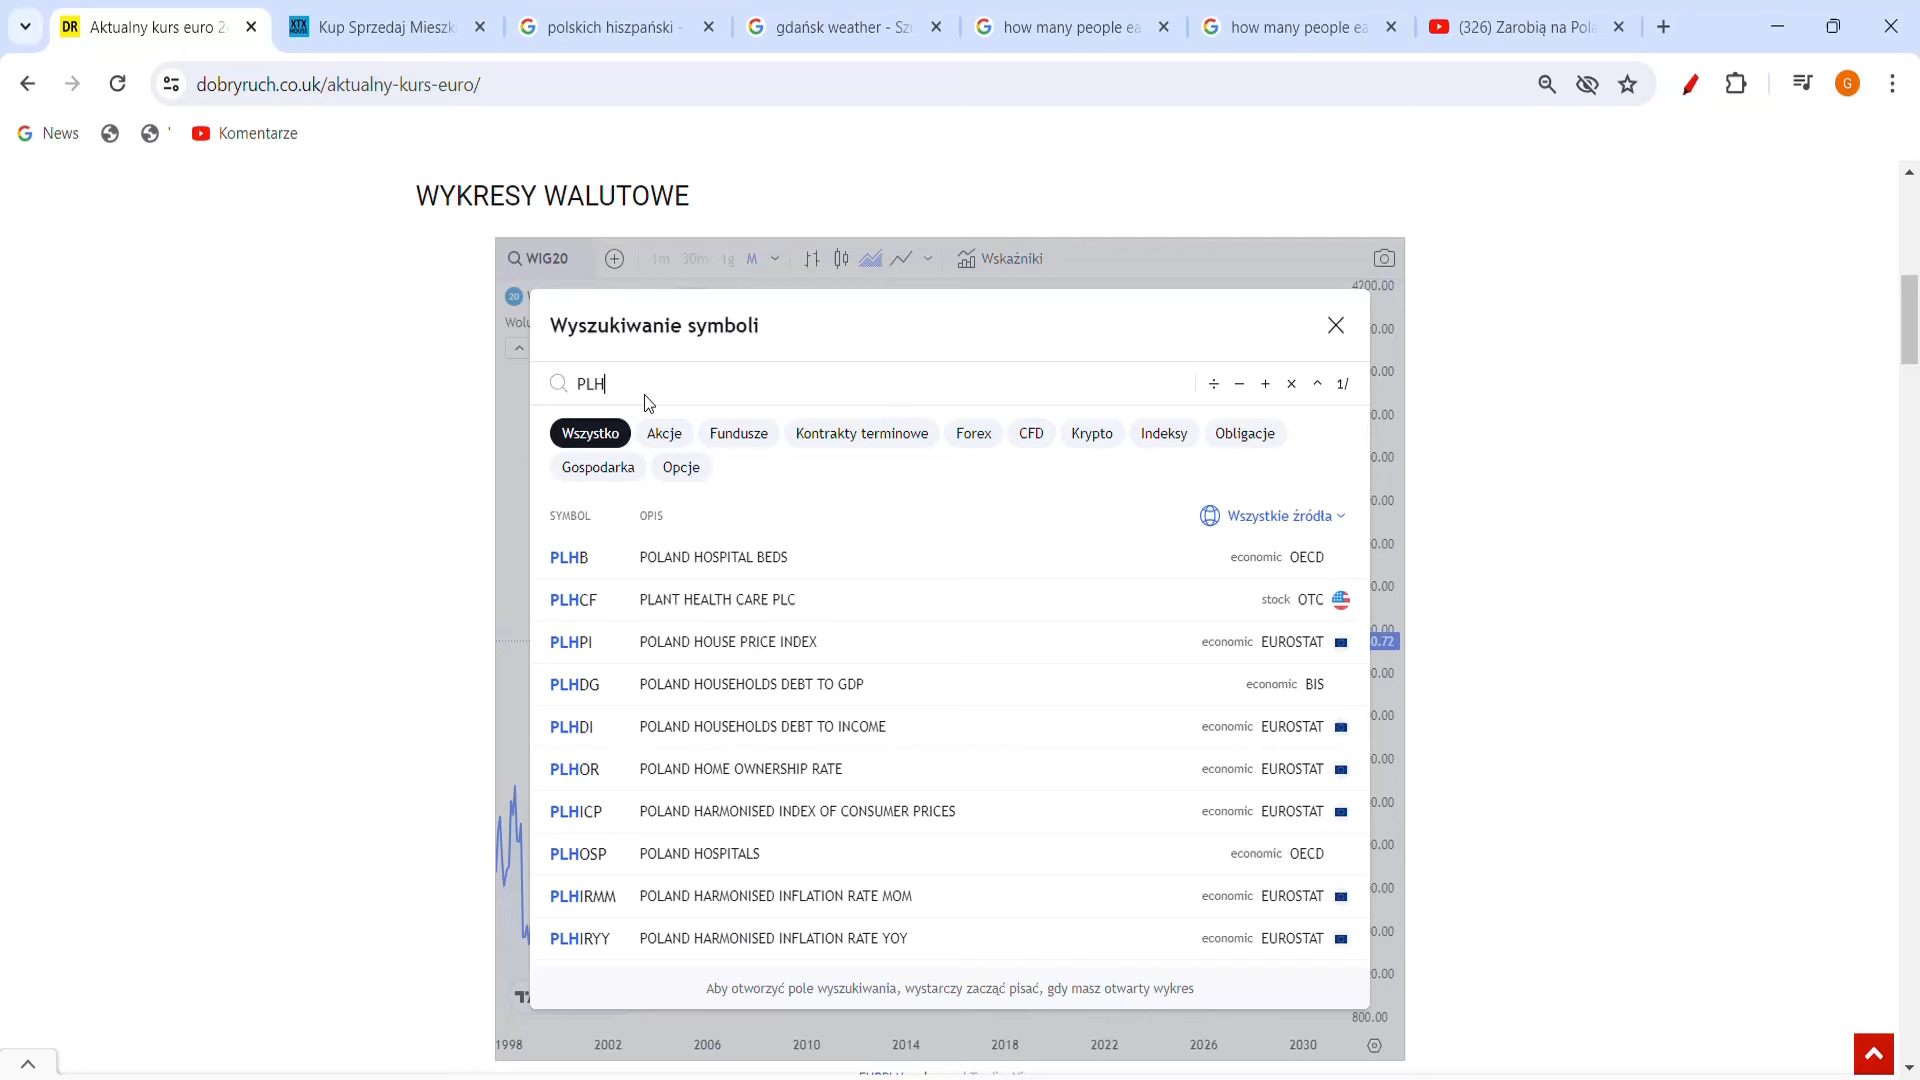 Aktualny kurs euro 2
Kup Sprzedaj Mieszk
polskich hiszpański -
gdańsk weather - Szu
how many people ea
how many people ea
(326) Zarobią na Pola
dobryruch.co.uk/aktualny-kurs-euro/
G
News
Komentarze
WYKRESY WALUTOWE
WIG20
1m 30m 1g M
Wskaźniki
20
4200.00
Wolu
Wyszukiwanie symboli
PLH
÷ − + × ^ 1/
Wszystko Akcje Fundusze Kontrakty terminowe Forex CFD Krypto Indeksy Obligacje
Gospodarka Opcje
SYMBOL OPIS Wszystkie źródła
PLHB POLAND HOSPITAL BEDS economic OECD
PLHCF PLANT HEALTH CARE PLC stock OTC
PLHPI POLAND HOUSE PRICE INDEX economic EUROSTAT
0.72
PLHDG POLAND HOUSEHOLDS DEBT TO GDP economic BIS
PLHDI POLAND HOUSEHOLDS DEBT TO INCOME economic EUROSTAT
PLHOR POLAND HOME OWNERSHIP RATE economic EUROSTAT
PLHICP POLAND HARMONISED INDEX OF CONSUMER PRICES economic EUROSTAT
PLHOSP POLAND HOSPITALS economic OECD
PLHIRMM POLAND HARMONISED INFLATION RATE MOM economic EUROSTAT
PLHIRYY POLAND HARMONISED INFLATION RATE YOY economic EUROSTAT
Aby otworzyć pole wyszukiwania, wystarczy zacząć pisać, gdy masz otwarty wykres
800.00
1998 2002 2006 2010 2014 2018 2022 2026 2030